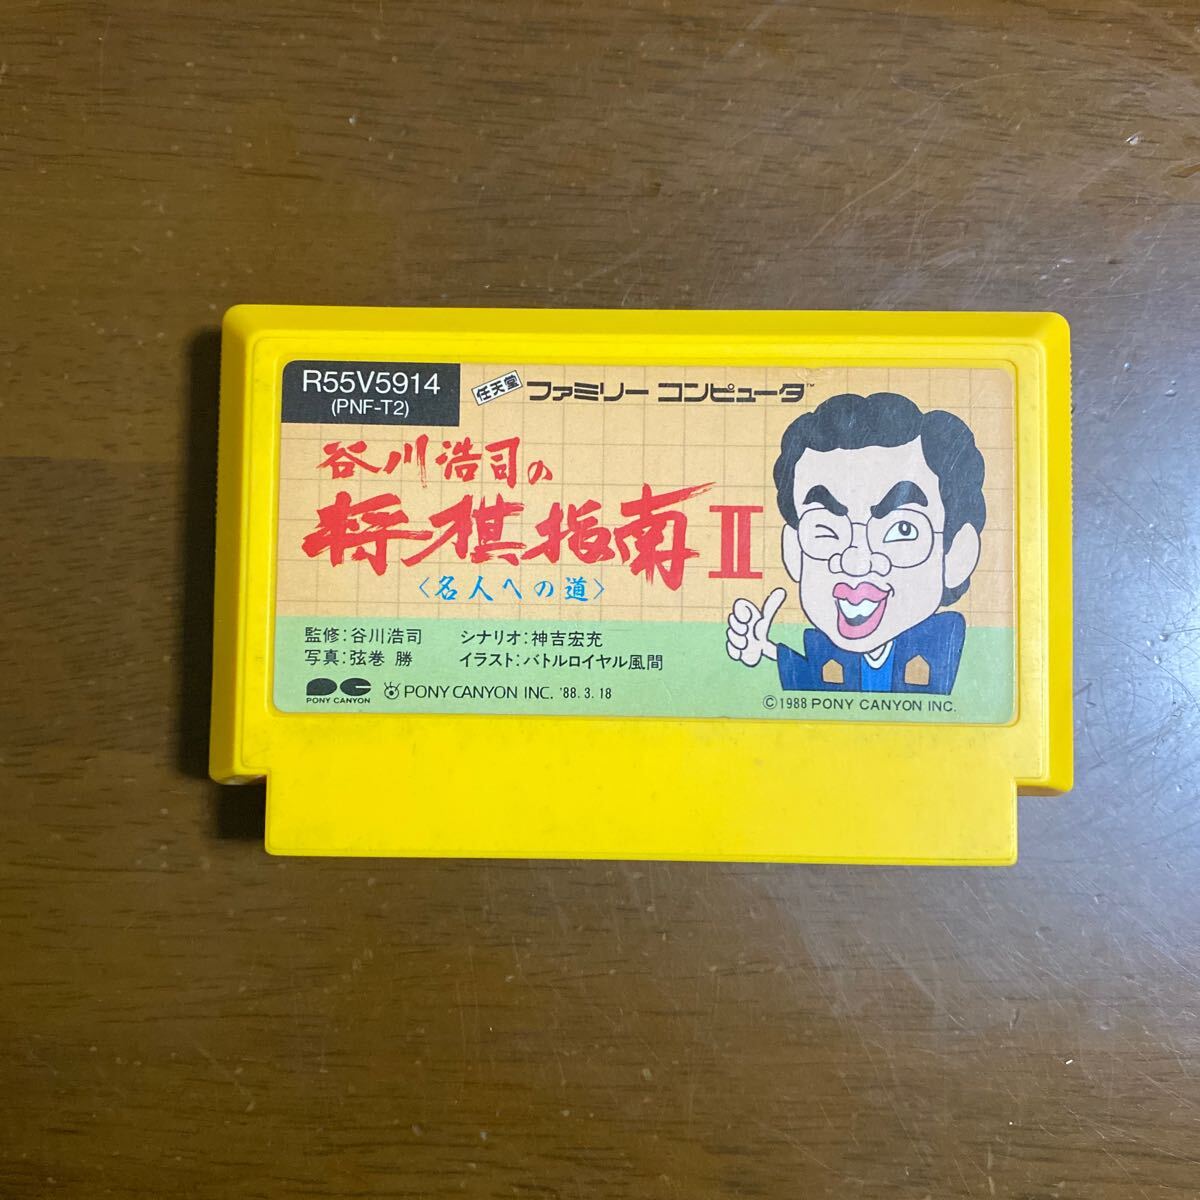 R55V5914
(PNF-T2)
任天堂 ファミリー コンピュータ™
谷川浩司の
将棋指南II
〈名人への道〉
監修:谷川浩司 シナリオ:神吉宏充
写真:弦巻 勝 イラスト:バトルロイヤル風間
PONY CANYON
PONY CANYON INC. '88. 3. 18
©1988 PONY CANYON INC.